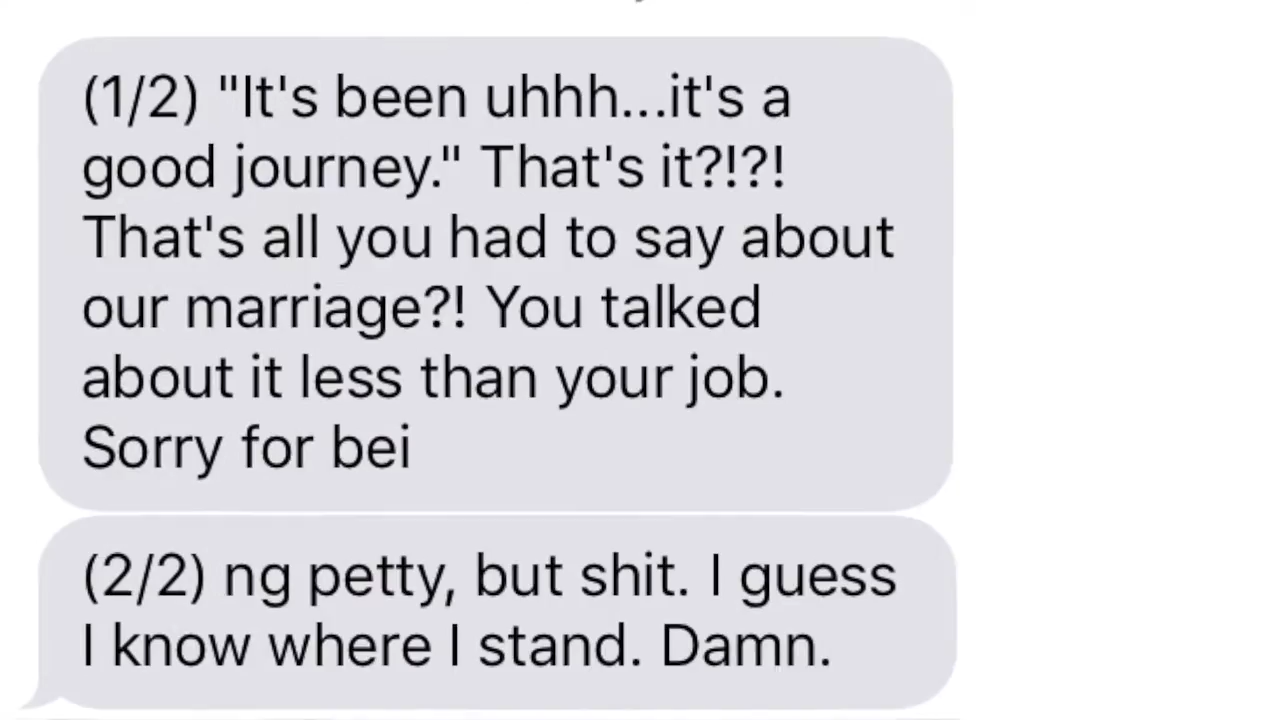 (1/2) "It's been uhhh...it's a
good journey." That's it?!?!
That's all you had to say about
our marriage?! You talked
about it less than your job.
Sorry for bei
(2/2) ng petty, but shit. I guess
I know where I stand. Damn.